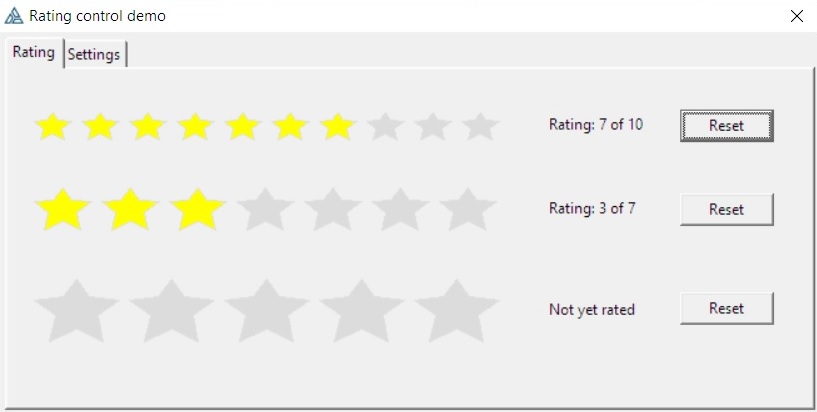 Rating control demo
Rating Settings
Rating: 7 of 10 Reset
Rating: 3 of 7 Reset
Not yet rated Reset